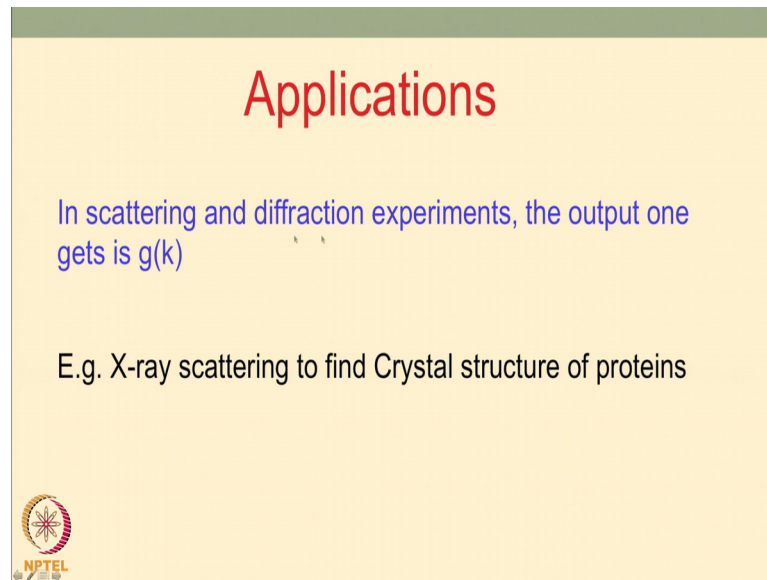 Applications
In scattering and diffraction experiments, the output one
gets is g(k)
E.g. X-ray scattering to find Crystal structure of proteins
NPTEL